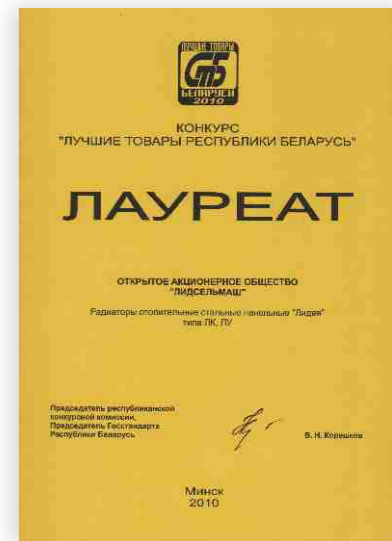 ЛУЧШИЕ ТОВАРЫ
СТБ
БЕЛАРУСИ
2010
КОНКУРС
"ЛУЧШИЕ ТОВАРЫ РЕСПУБЛИКИ БЕЛАРУСЬ"
ЛАУРЕАТ
ОТКРЫТОЕ АКЦИОНЕРНОЕ ОБЩЕСТВО
"ЛИДСЕЛЬМАШ"
Радиаторы отопительные стальные панельные "Лидея"
типа ЛК, ЛУ
Председатель республиканской
конкурсной комиссии,
Председатель Госстандарта
Республики Беларусь
В. Н. Корешков
Минск
2010